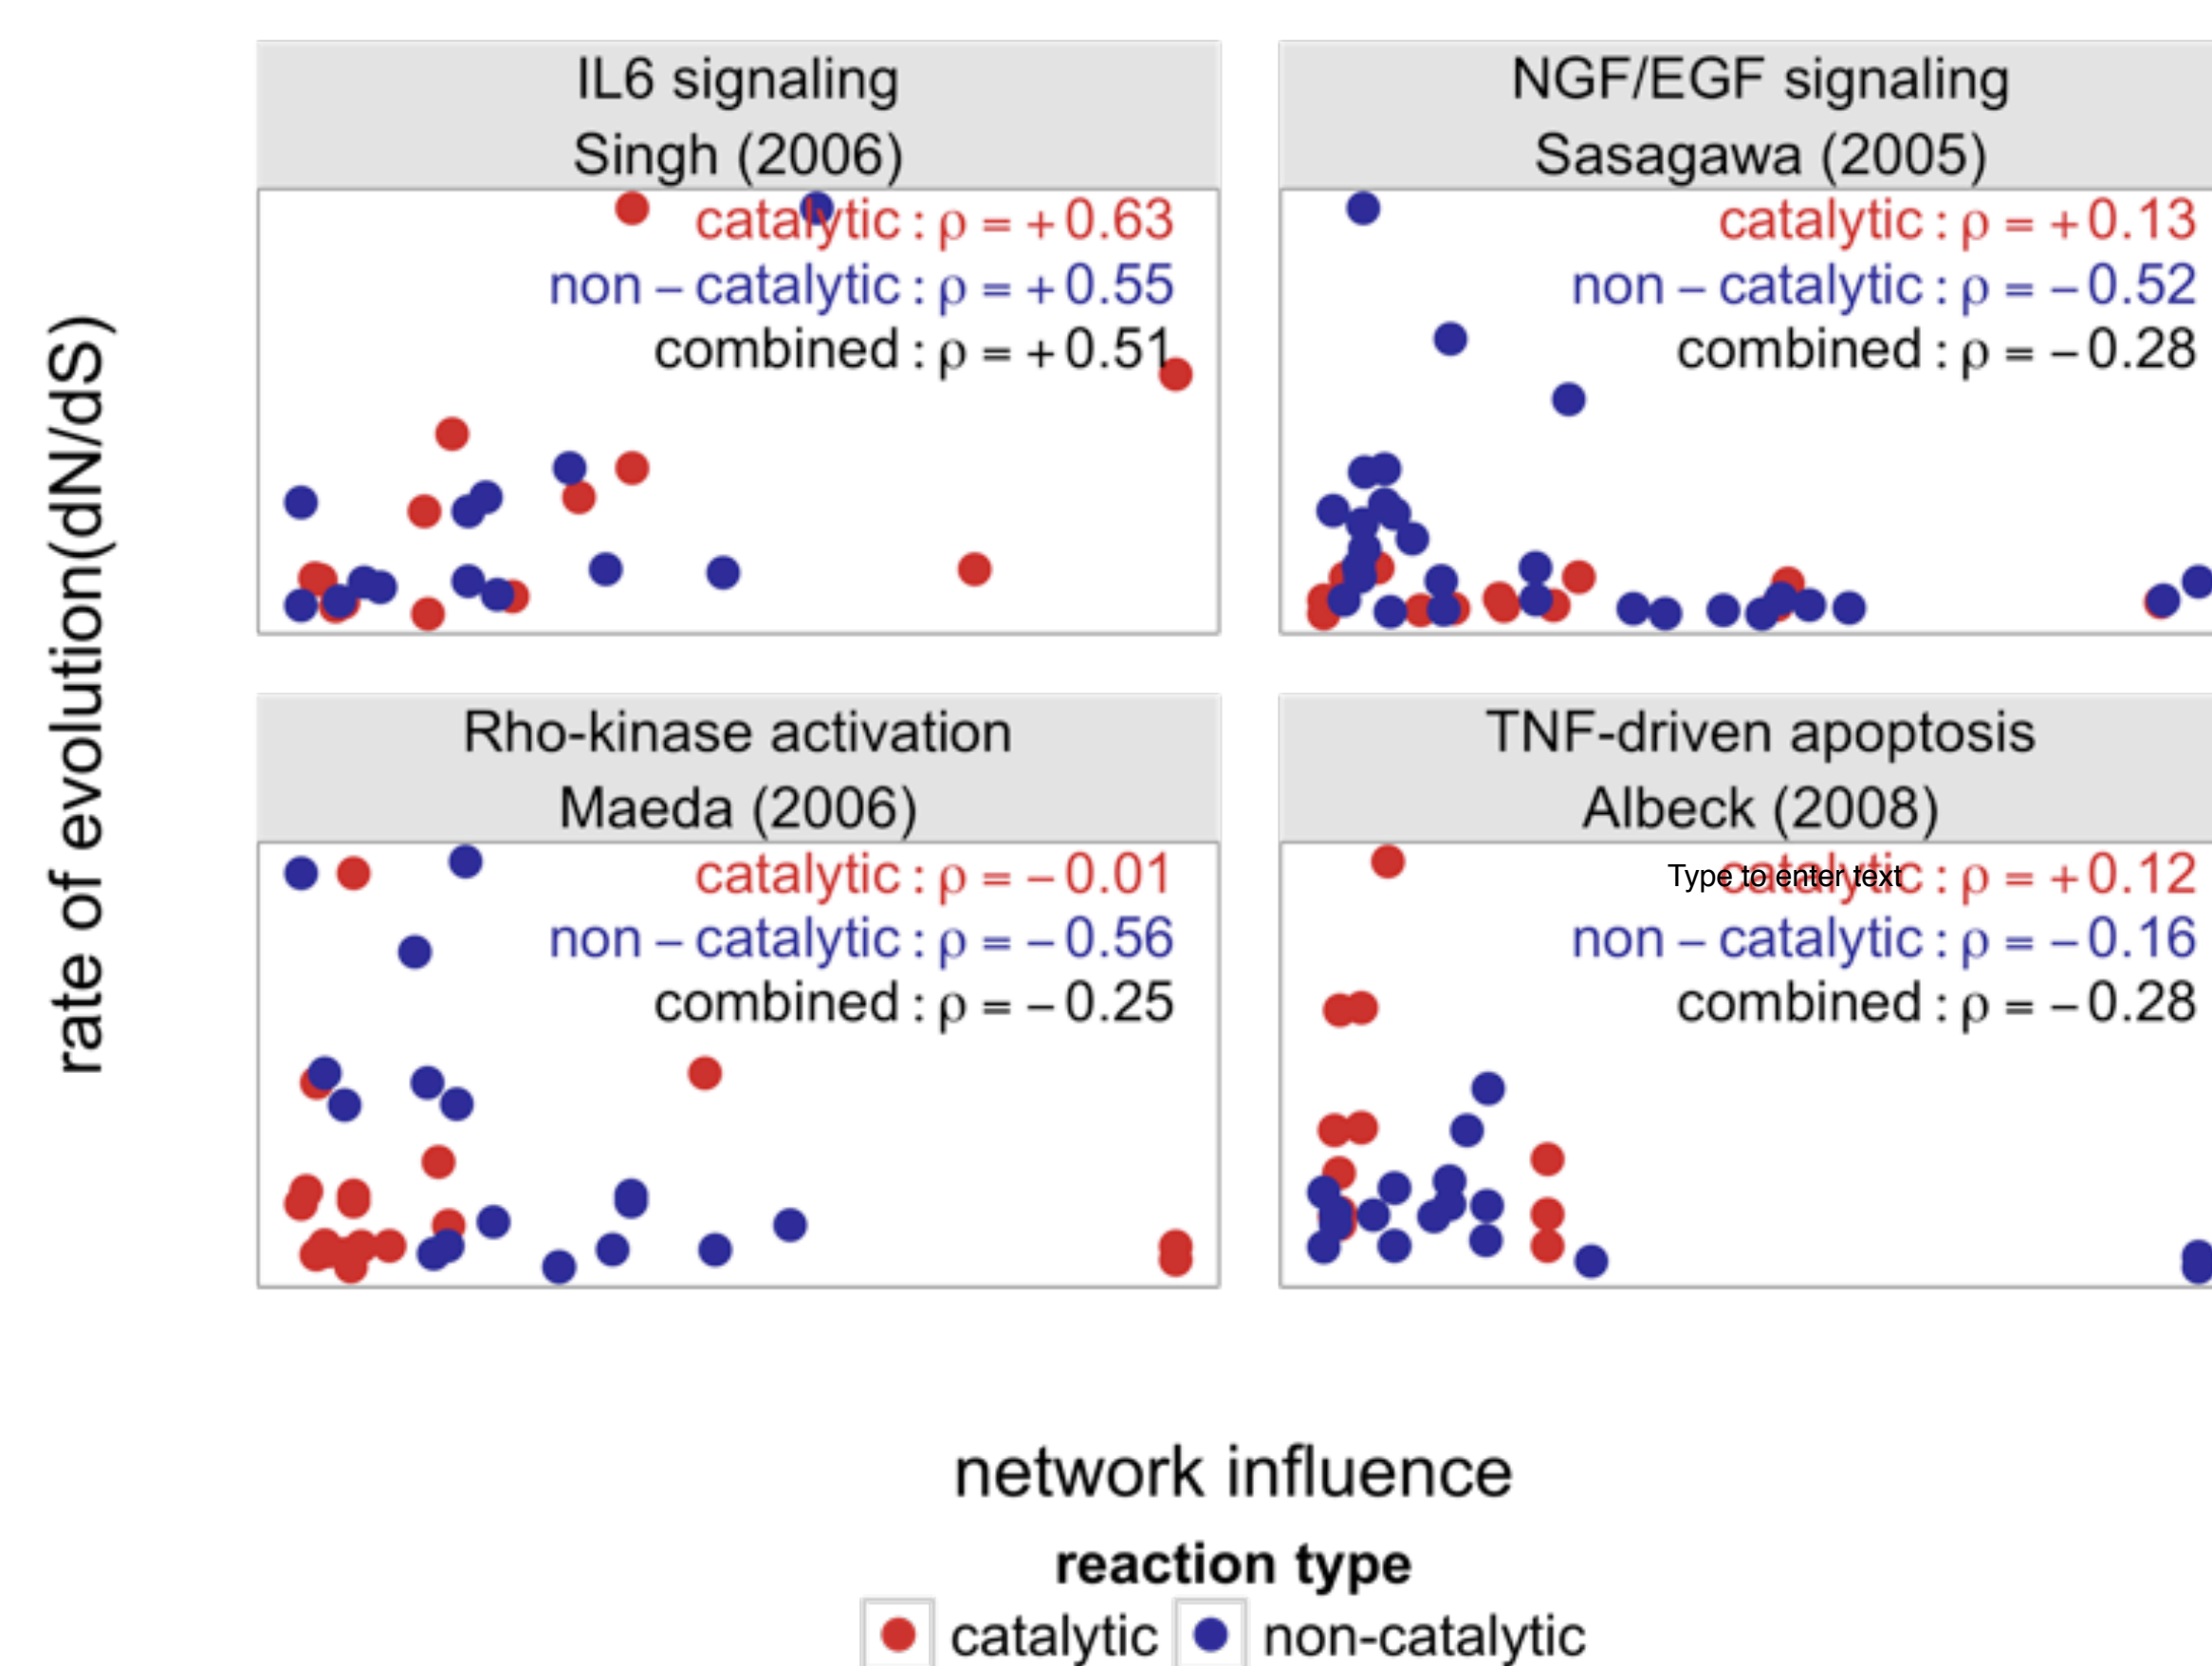 IL6 signaling
Singh (2006)
catalytic : ρ = + 0.63
non – catalytic : ρ = + 0.55
combined : ρ = + 0.51
NGF/EGF signaling
Sasagawa (2005)
catalytic : ρ = + 0.13
non – catalytic : ρ = – 0.52
combined : ρ = – 0.28
rate of evolution(dN/dS)
Rho-kinase activation
Maeda (2006)
catalytic : ρ = – 0.01
non – catalytic : ρ = – 0.56
combined : ρ = – 0.25
TNF-driven apoptosis
Albeck (2008)
catalytic : ρ = + 0.12
Type to enter text
non – catalytic : ρ = – 0.16
combined : ρ = – 0.28
network influence
reaction type
catalytic
non-catalytic